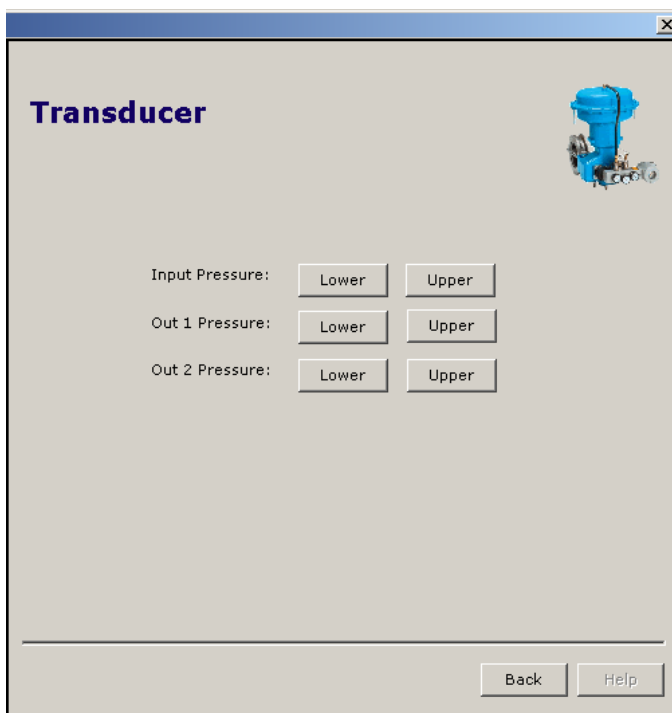 Transducer
Input Pressure: Lower Upper
Out 1 Pressure: Lower Upper
Out 2 Pressure: Lower Upper
Back Help